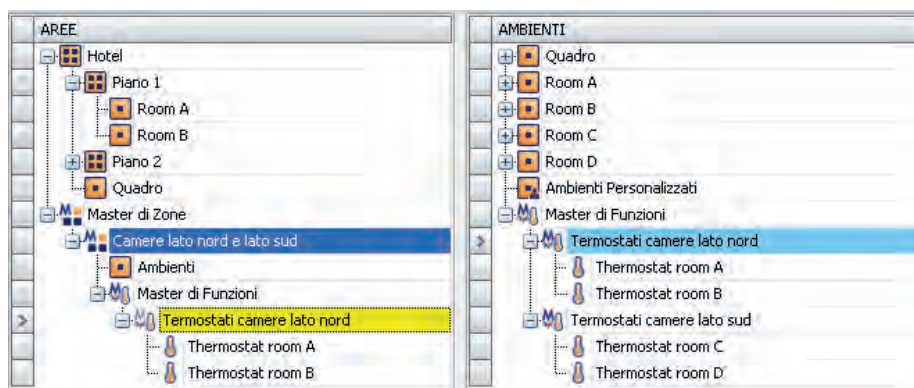 AREE
Hotel
Piano 1
Room A
Room B
Piano 2
Quadro
Master di Zone
Camere lato nord e lato sud
Ambienti
Master di Funzioni
Termostati camere lato nord
Thermostat room A
Thermostat room B
AMBIENTI
Quadro
Room A
Room B
Room C
Room D
Ambienti Personalizzati
Master di Funzioni
Termostati camere lato nord
Thermostat room A
Thermostat room B
Termostati camere lato sud
Thermostat room C
Thermostat room D